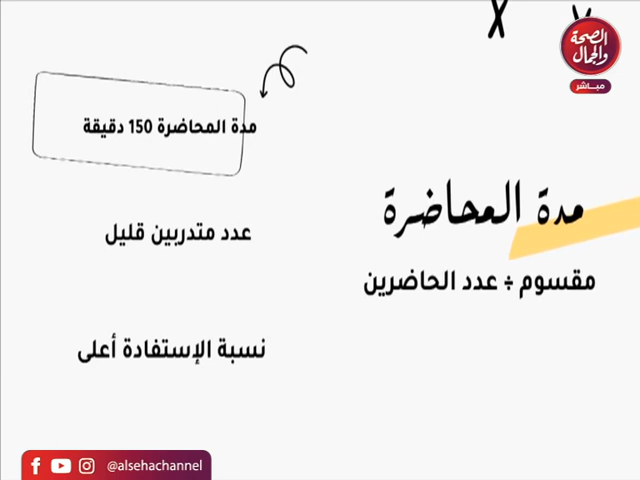 الصحة
والجمال
مباشر
مدة المحاضرة
مقسوم ÷ عدد الحاضرين
مدة المحاضرة 150 دقيقة
عدد متدربين قليل
نسبة الإستفادة أعلى
@alsehachannel